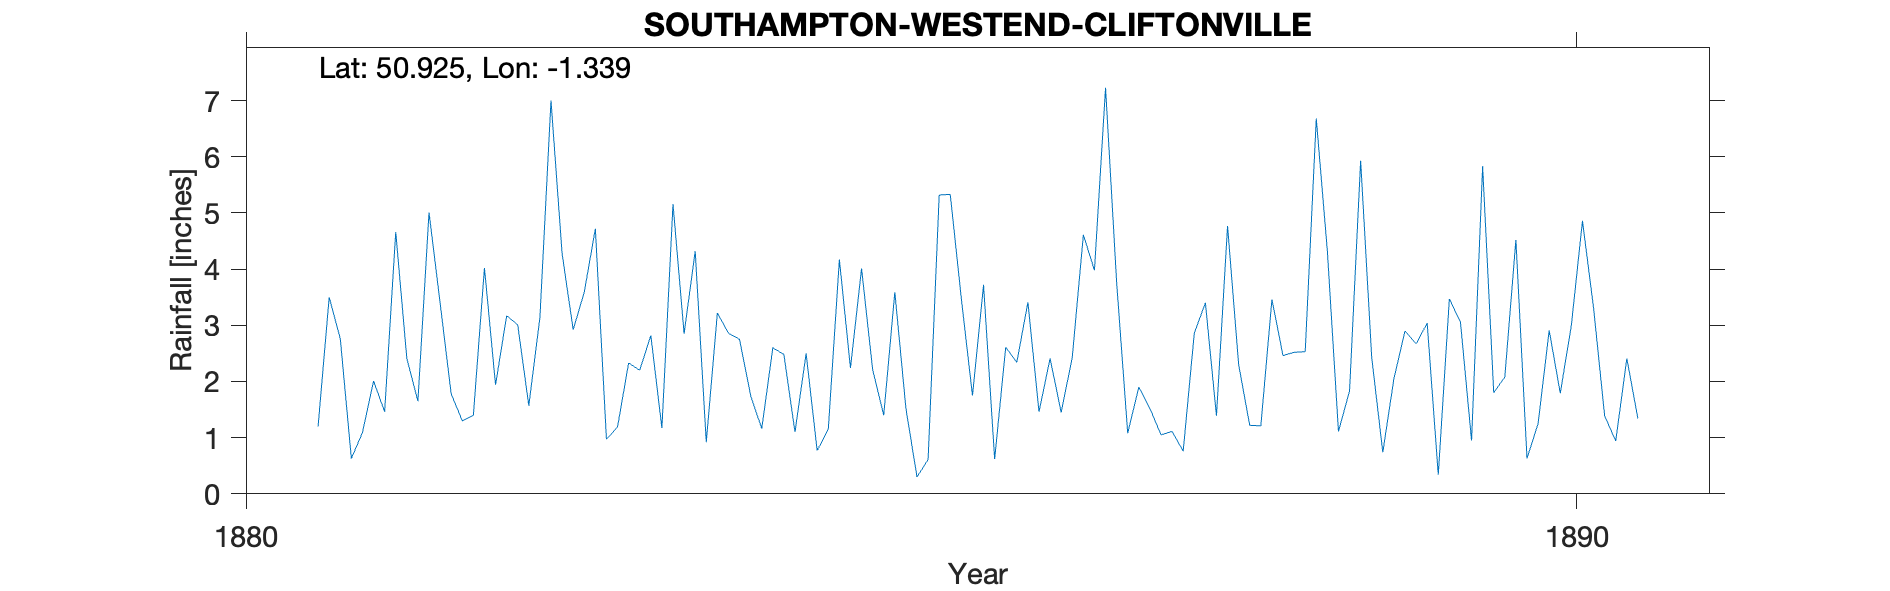 SOUTHAMPTON-WESTEND-CLIFTONVILLE
Lat: 50.925, Lon: -1.339
7
6
5
4
3
2
1
0
Rainfall [inches]
1880
1890
Year